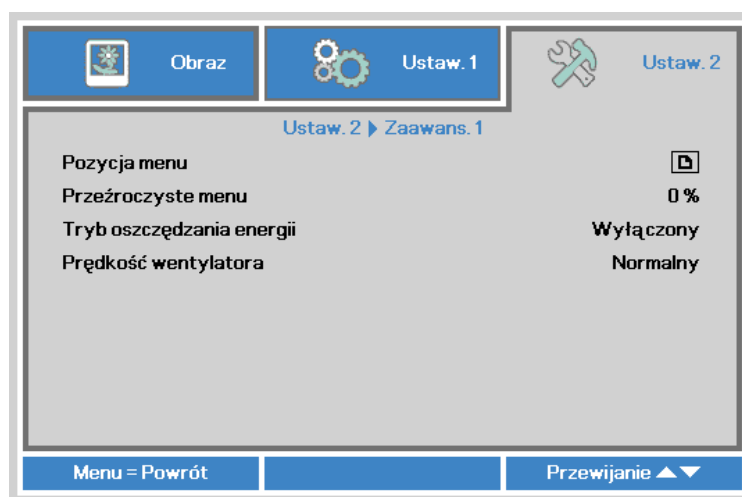 Obraz
Ustaw. 1
Ustaw. 2
Ustaw. 2 ▶ Zaawans. 1
Pozycja menu
Przeźroczyste menu 0 %
Tryb oszczędzania energii Wyłączony
Prędkość wentylatora Normalny
Menu = Powrót
Przewijanie ▲▼